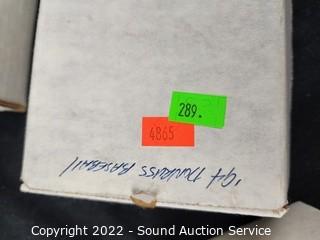 289.
4865
'94 DONRUSS BASEBALL
Copyright 2022 - Sound Auction Service